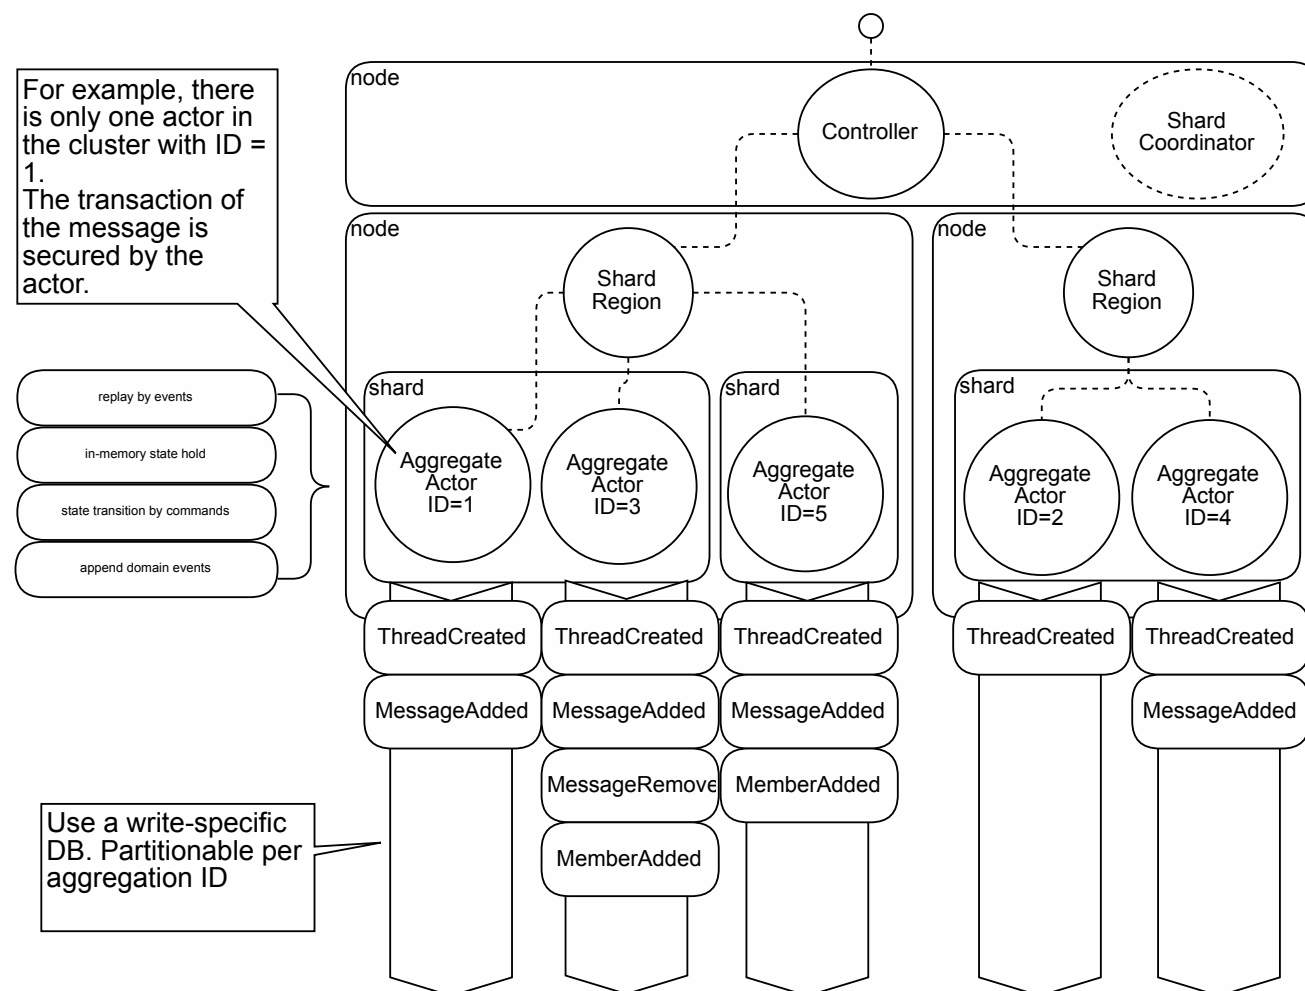 For example, there
is only one actor in
the cluster with ID =
1.
The transaction of
the message is
secured by the
actor.
node
Controller
Shard
Coordinator
node
Shard
Region
node
Shard
Region
replay by events
in-memory state hold
state transition by commands
append domain events
shard
Aggregate
Actor
ID=1
Aggregate
Actor
ID=3
shard
Aggregate
Actor
ID=5
shard
Aggregate
Actor
ID=2
Aggregate
Actor
ID=4
ThreadCreated
ThreadCreated
ThreadCreated
ThreadCreated
ThreadCreated
MessageAdded
MessageAdded
MessageAdded
MessageAdded
MessageRemove
MemberAdded
MemberAdded
Use a write-specific
DB. Partitionable per
aggregation ID